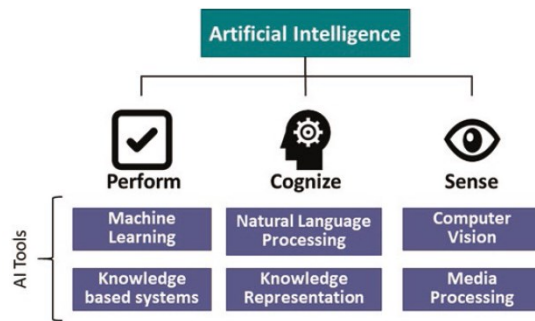 Artificial Intelligence
Perform
Cognize
Sense
AI Tools
Machine
Learning
Natural Language
Processing
Computer
Vision
Knowledge
based systems
Knowledge
Representation
Media
Processing